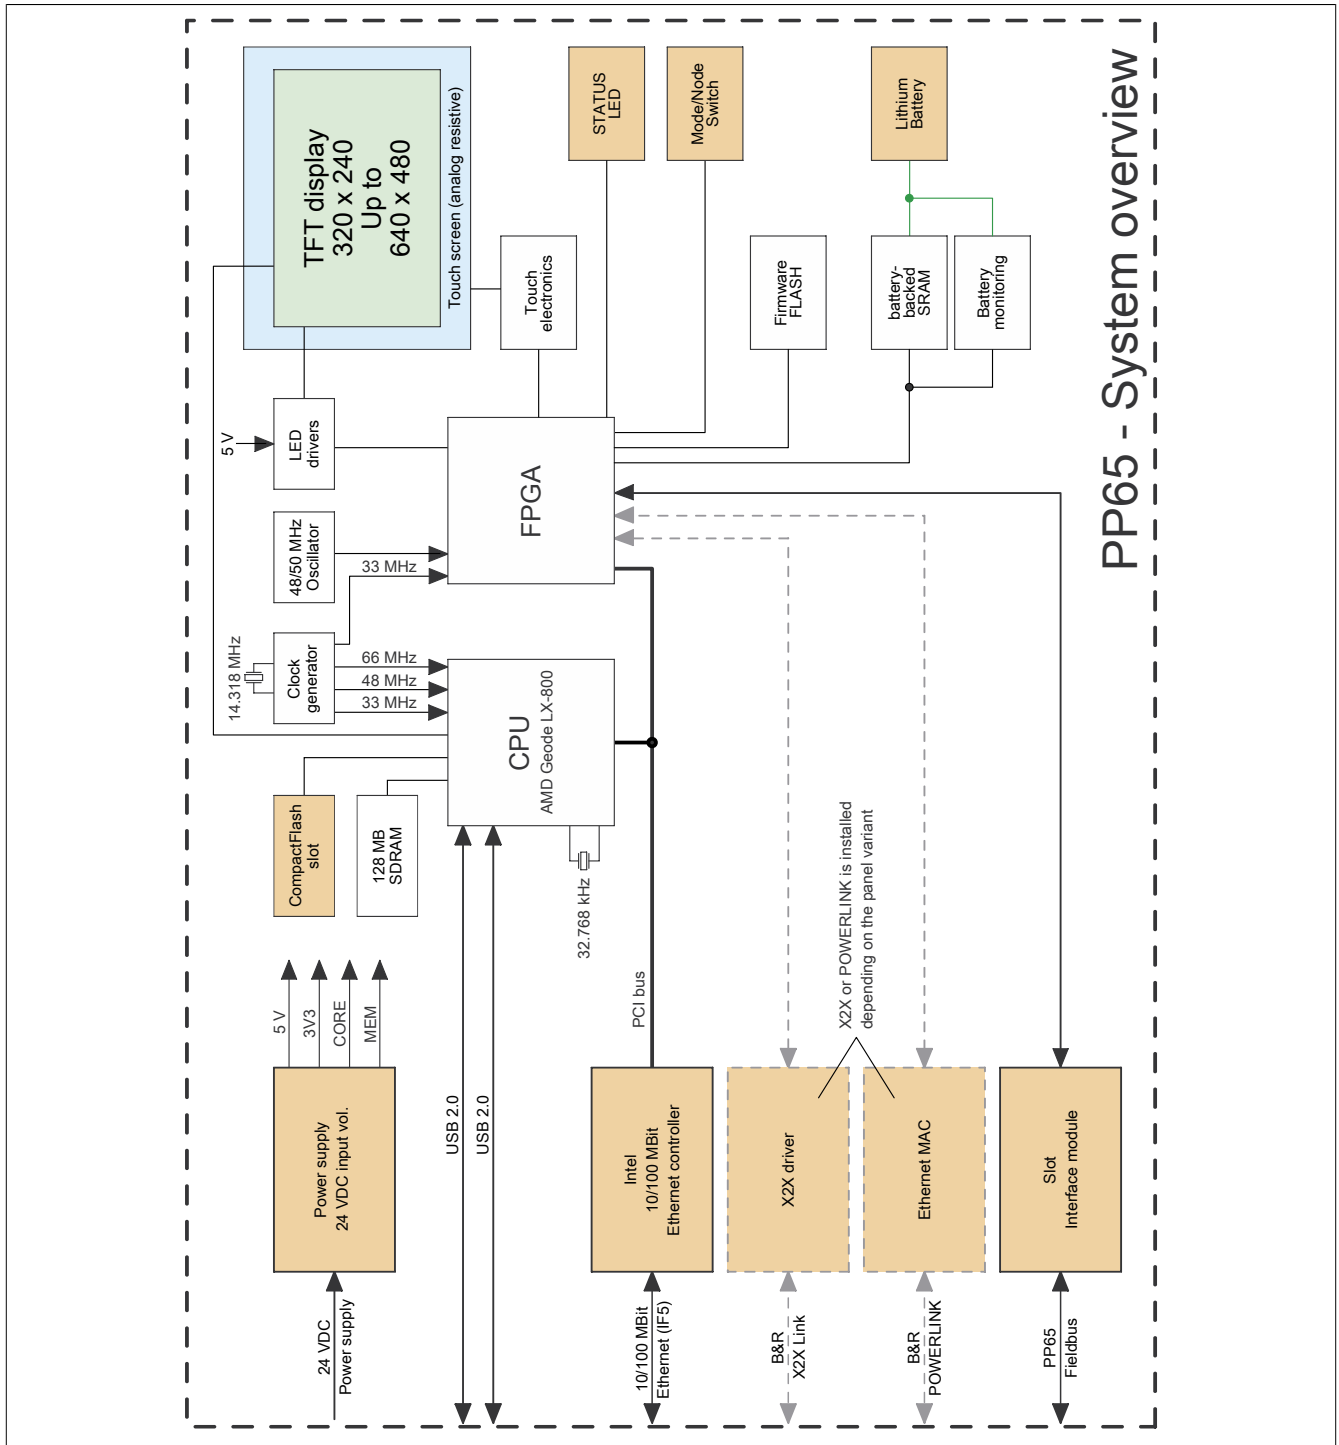 PP65 - System overview
TFT display
320 x 240
Up to
640 x 480
Touch screen (analog resistive)
STATUS
LED
Mode/Node
Switch
Lithium
Battery
Touch
electronics
Firmware
FLASH
battery-
backed
SRAM
Battery
monitoring
5 V
LED
drivers
48/50 MHz
Oscillator
33 MHz
FPGA
14.318 MHz
Clock
generator
66 MHz
48 MHz
33 MHz
CPU
AMD Geode LX-800
CompactFlash
slot
128 MB
SDRAM
32.768 kHz
PCI bus
X2X or POWERLINK is installed
depending on the panel variant
5 V
3V3
CORE
MEM
Power supply
24 VDC input vol.
USB 2.0
USB 2.0
Intel
10/100 MBit
Ethernet controller
X2X driver
Ethernet MAC
Slot
Interface module
24 VDC
Power supply
10/100 MBit
Ethernet (IF5)
B&R
X2X Link
B&R
POWERLINK
PP65
Fieldbus